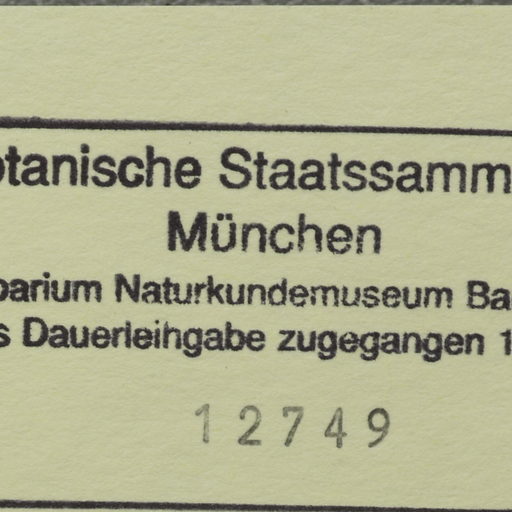 otanische Staatssamm
München
barium Naturkundemuseum Ba
s Dauerleihgabe zugegangen 1
12749